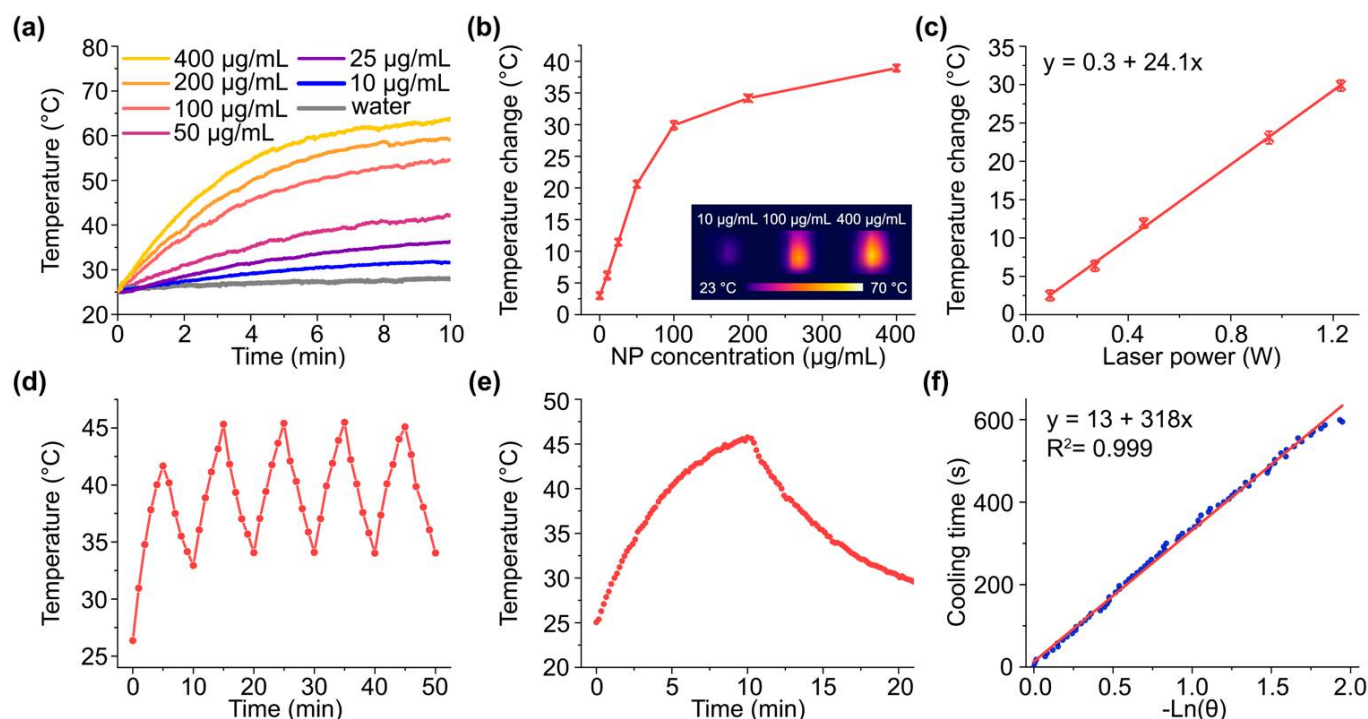 (a)
80
70
60
50
40
30
20
Temperature (°C)
400 µg/mL
200 µg/mL
100 µg/mL
50 µg/mL
25 µg/mL
10 µg/mL
water
0 2 4 6 8 10
Time (min)
(b)
40
35
30
25
20
15
10
5
0
Temperature change (°C)
10 µg/mL 100 µg/mL 400 µg/mL
23 °C 70 °C
0 100 200 300 400
NP concentration (µg/mL)
(c)
35
30
25
20
15
10
5
0
Temperature change (°C)
y = 0.3 + 24.1x
0.0 0.4 0.8 1.2
Laser power (W)
(d)
45
40
35
30
25
Temperature (°C)
0 10 20 30 40 50
Time (min)
(e)
50
45
40
35
30
25
20
Temperature (°C)
0 5 10 15 20
Time (min)
(f)
600
400
200
0
Cooling time (s)
y = 13 + 318x
R²= 0.999
0.0 0.5 1.0 1.5 2.0
-Ln(θ)